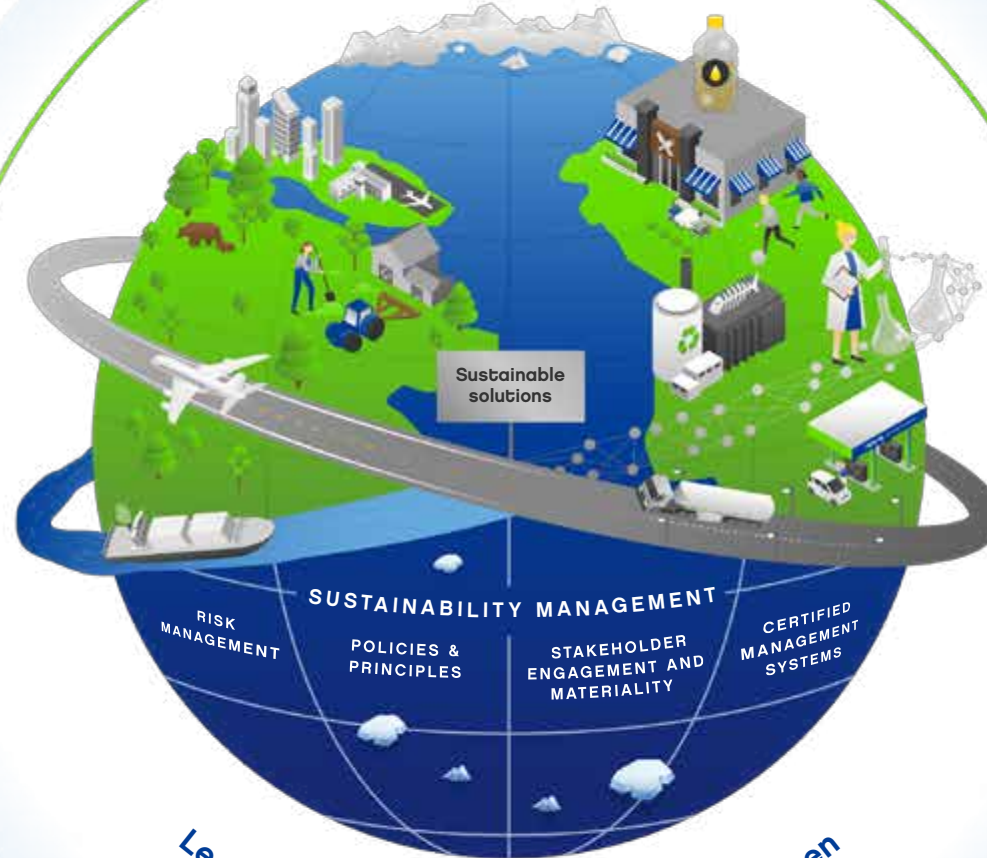 Sustainable
solutions
SUSTAINABILITY MANAGEMENT
RISK
MANAGEMENT
POLICIES &
PRINCIPLES
STAKEHOLDER
ENGAGEMENT AND
MATERIALITY
CERTIFIED
MANAGEMENT
SYSTEMS